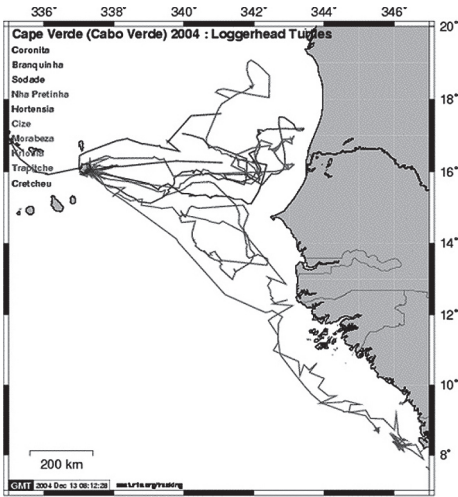 336° 338° 340° 342° 344° 346°
Cape Verde (Cabo Verde) 2004 : Loggerhead Turtles
Coronita
Branquinha
Sodade
Nha Pretinha
Hortensia
Cize
Morabeza
Trapiche
Cretcheu
20°
18°
16°
14°
12°
10°
8°
200 km
GMT 2004 Dec 13 08:12:28